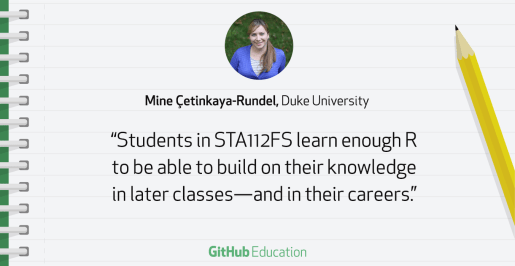 Mine Çetinkaya-Rundel, Duke University
“Students in STA112FS learn enough R
to be able to build on their knowledge
in later classes—and in their careers.”
GitHub Education